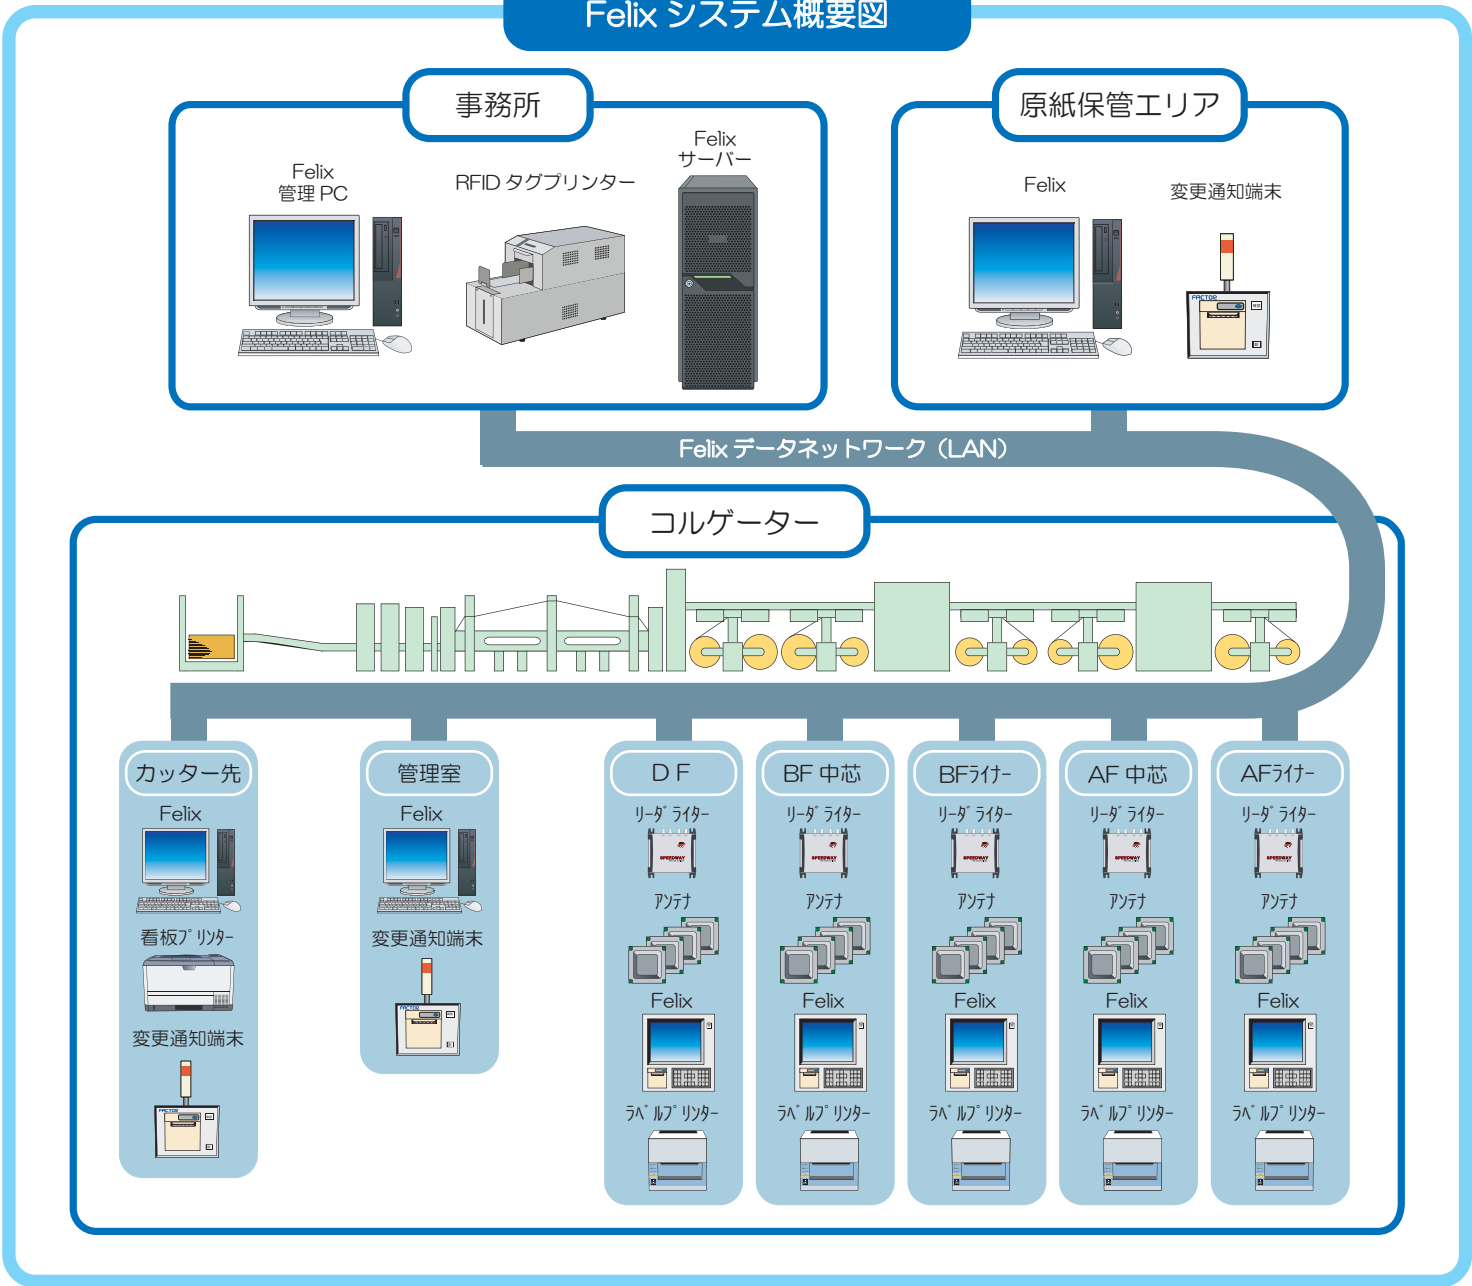 Felix システム概要図
事務所
原紙保管エリア
Felix
管理 PC
RFID タグプリンター
Felix
サーバー
Felix
変更通知端末
FACTOR
Felix データネットワーク（LAN）
コルゲーター
カッター先
Felix
看板プリンター
変更通知端末
FACTOR
管理室
Felix
変更通知端末
FACTOR
DF
リーダライター
SPEEDWAY
アンテナ
Felix
ラベルプリンター
BF 中芯
リーダライター
SPEEDWAY
アンテナ
Felix
ラベルプリンター
BFライナー
リーダライター
SPEEDWAY
アンテナ
Felix
ラベルプリンター
AF 中芯
リーダライター
SPEEDWAY
アンテナ
Felix
ラベルプリンター
AFライナー
リーダライター
SPEEDWAY
アンテナ
Felix
ラベルプリンター